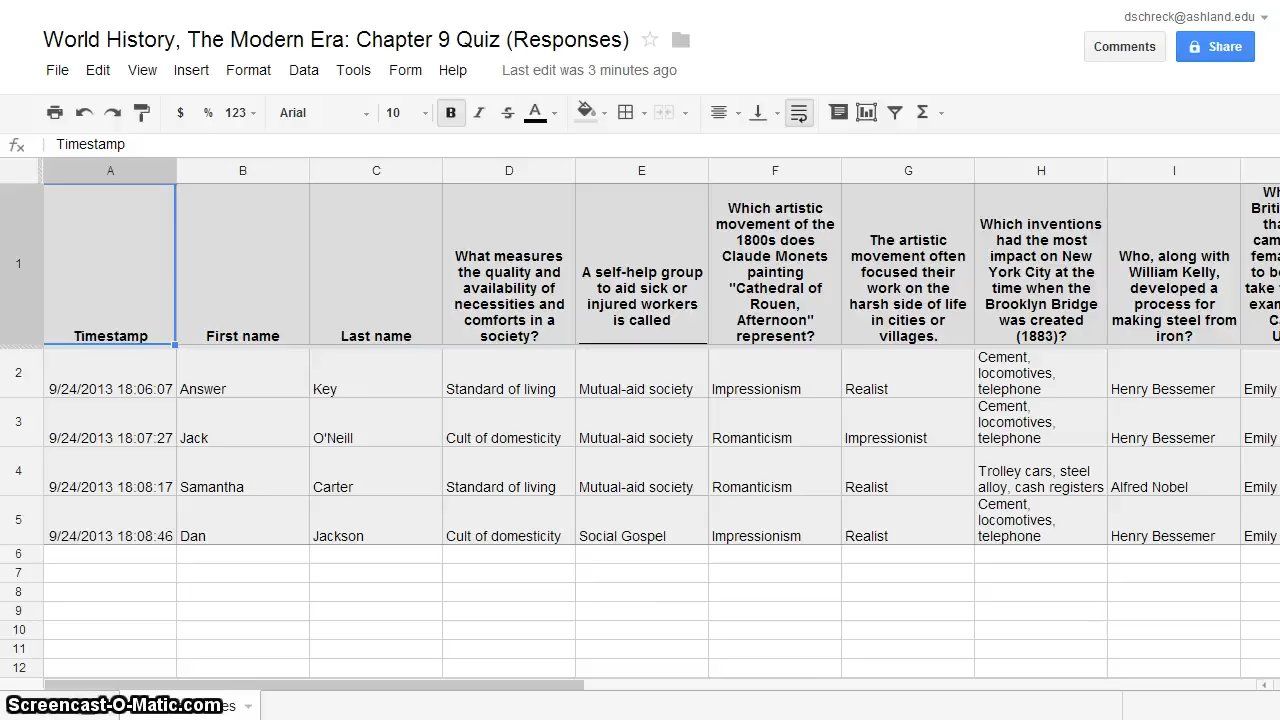 dschreck@ashland.edu
World History, The Modern Era: Chapter 9 Quiz (Responses)
Comments
Share
File Edit View Insert Format Data Tools Form Help Last edit was 3 minutes ago
$ % 123 Arial 10 B I S A Σ
fx Timestamp
A B C D E F G H I
1
Timestamp
First name
Last name
What measures
the quality and
availability of
necessities and
comforts in a
society?
A self-help group
to aid sick or
injured workers
is called
Which artistic
movement of the
1800s does
Claude Monets
painting
"Cathedral of
Rouen,
Afternoon"
represent?
The artistic
movement often
focused their
work on the
harsh side of life
in cities or
villages.
Which inventions
had the most
impact on New
York City at the
time when the
Brooklyn Bridge
was created
(1883)?
Who, along with
William Kelly,
developed a
process for
making steel from
iron?
2
9/24/2013 18:06:07 Answer Key Standard of living Mutual-aid society Impressionism Realist
Cement,
locomotives,
telephone
Henry Bessemer Emily
3
9/24/2013 18:07:27 Jack O'Neill Cult of domesticity Mutual-aid society Romanticism Impressionist
Cement,
locomotives,
telephone
Henry Bessemer Emily
4
9/24/2013 18:08:17 Samantha Carter Standard of living Mutual-aid society Romanticism Realist
Trolley cars, steel
alloy, cash registers
Alfred Nobel Emily
5
9/24/2013 18:08:46 Dan Jackson Cult of domesticity Social Gospel Impressionism Realist
Cement,
locomotives,
telephone
Henry Bessemer Emily
6
7
8
9
10
11
12
Screencast-O-Matic.com